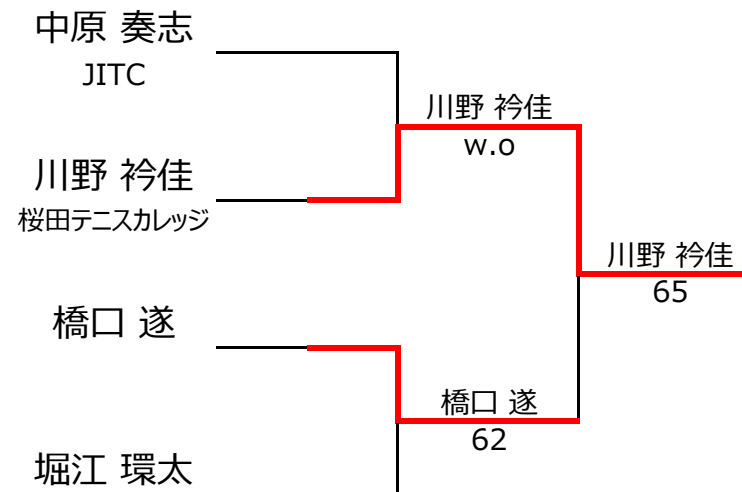 中原 奏志
JITC
川野 衿佳
w.o
川野 衿佳
桜田テニスカレッジ
川野 衿佳
65
橋口 遂
橋口 遂
62
堀江 環太